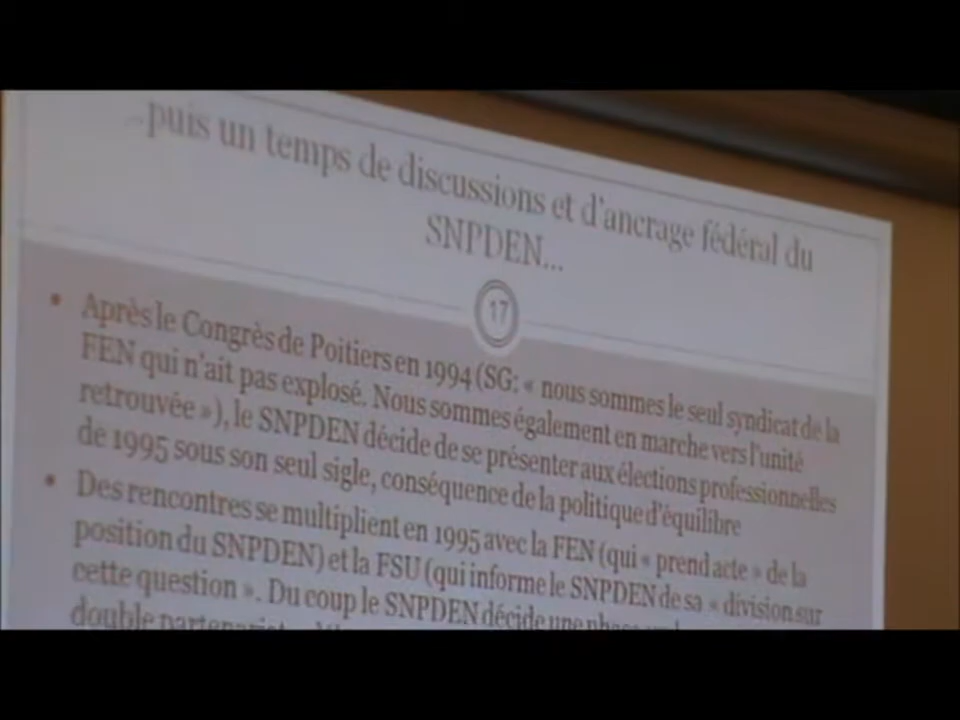 …puis un temps de discussions et d'ancrage fédéral du
SNPDEN…
17
• Après le Congrès de Poitiers en 1994 (SG: « nous sommes le seul syndicat de la
FEN qui n'ait pas explosé. Nous sommes également en marche vers l'unité
retrouvée »), le SNPDEN décide de se présenter aux élections professionnelles
de 1995 sous son seul sigle, conséquence de la politique d'équilibre
• Des rencontres se multiplient en 1995 avec la FEN (qui « prend acte » de la
position du SNPDEN) et la FSU (qui informe le SNPDEN de sa « division sur
cette question ». Du coup le SNPDEN décide une
double